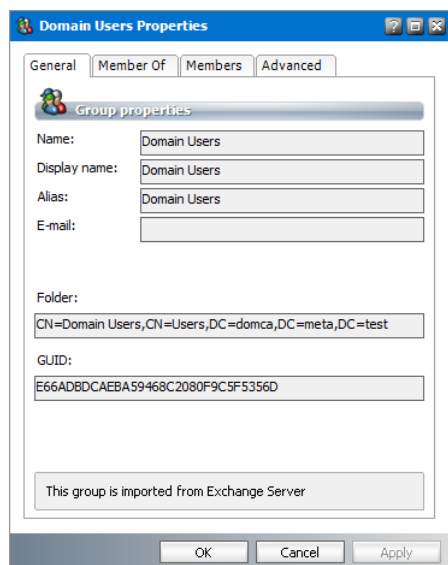 Domain Users Properties
General Member Of Members Advanced
Group properties
Name: Domain Users
Display name: Domain Users
Alias: Domain Users
E-mail:
Folder:
CN=Domain Users,CN=Users,DC=domca,DC=meta,DC=test
GUID:
E66ADBDCAEBA59468C2080F9C5F5356D
This group is imported from Exchange Server
OK Cancel Apply